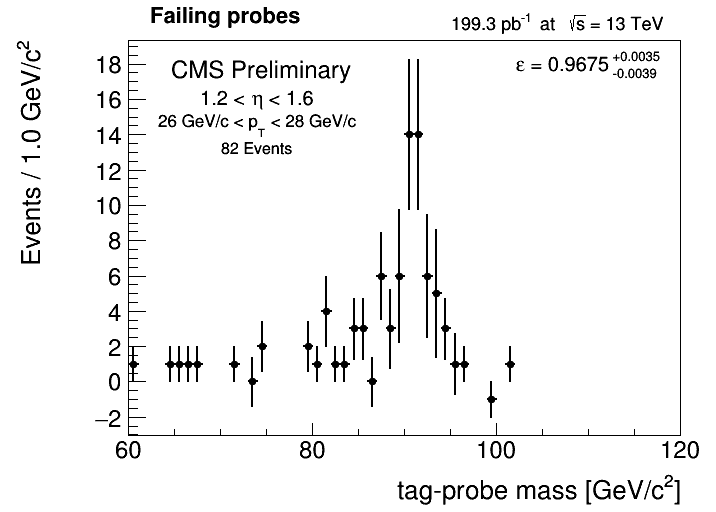 Failing probes
199.3 pb⁻¹ at √s = 13 TeV
CMS Preliminary
1.2 < η < 1.6
26 GeV/c < p_T < 28 GeV/c
82 Events
ε = 0.9675 +0.0035 -0.0039
Events / 1.0 GeV/c²
18
16
14
12
10
8
6
4
2
0
−2
60 80 100 120
tag-probe mass [GeV/c²]